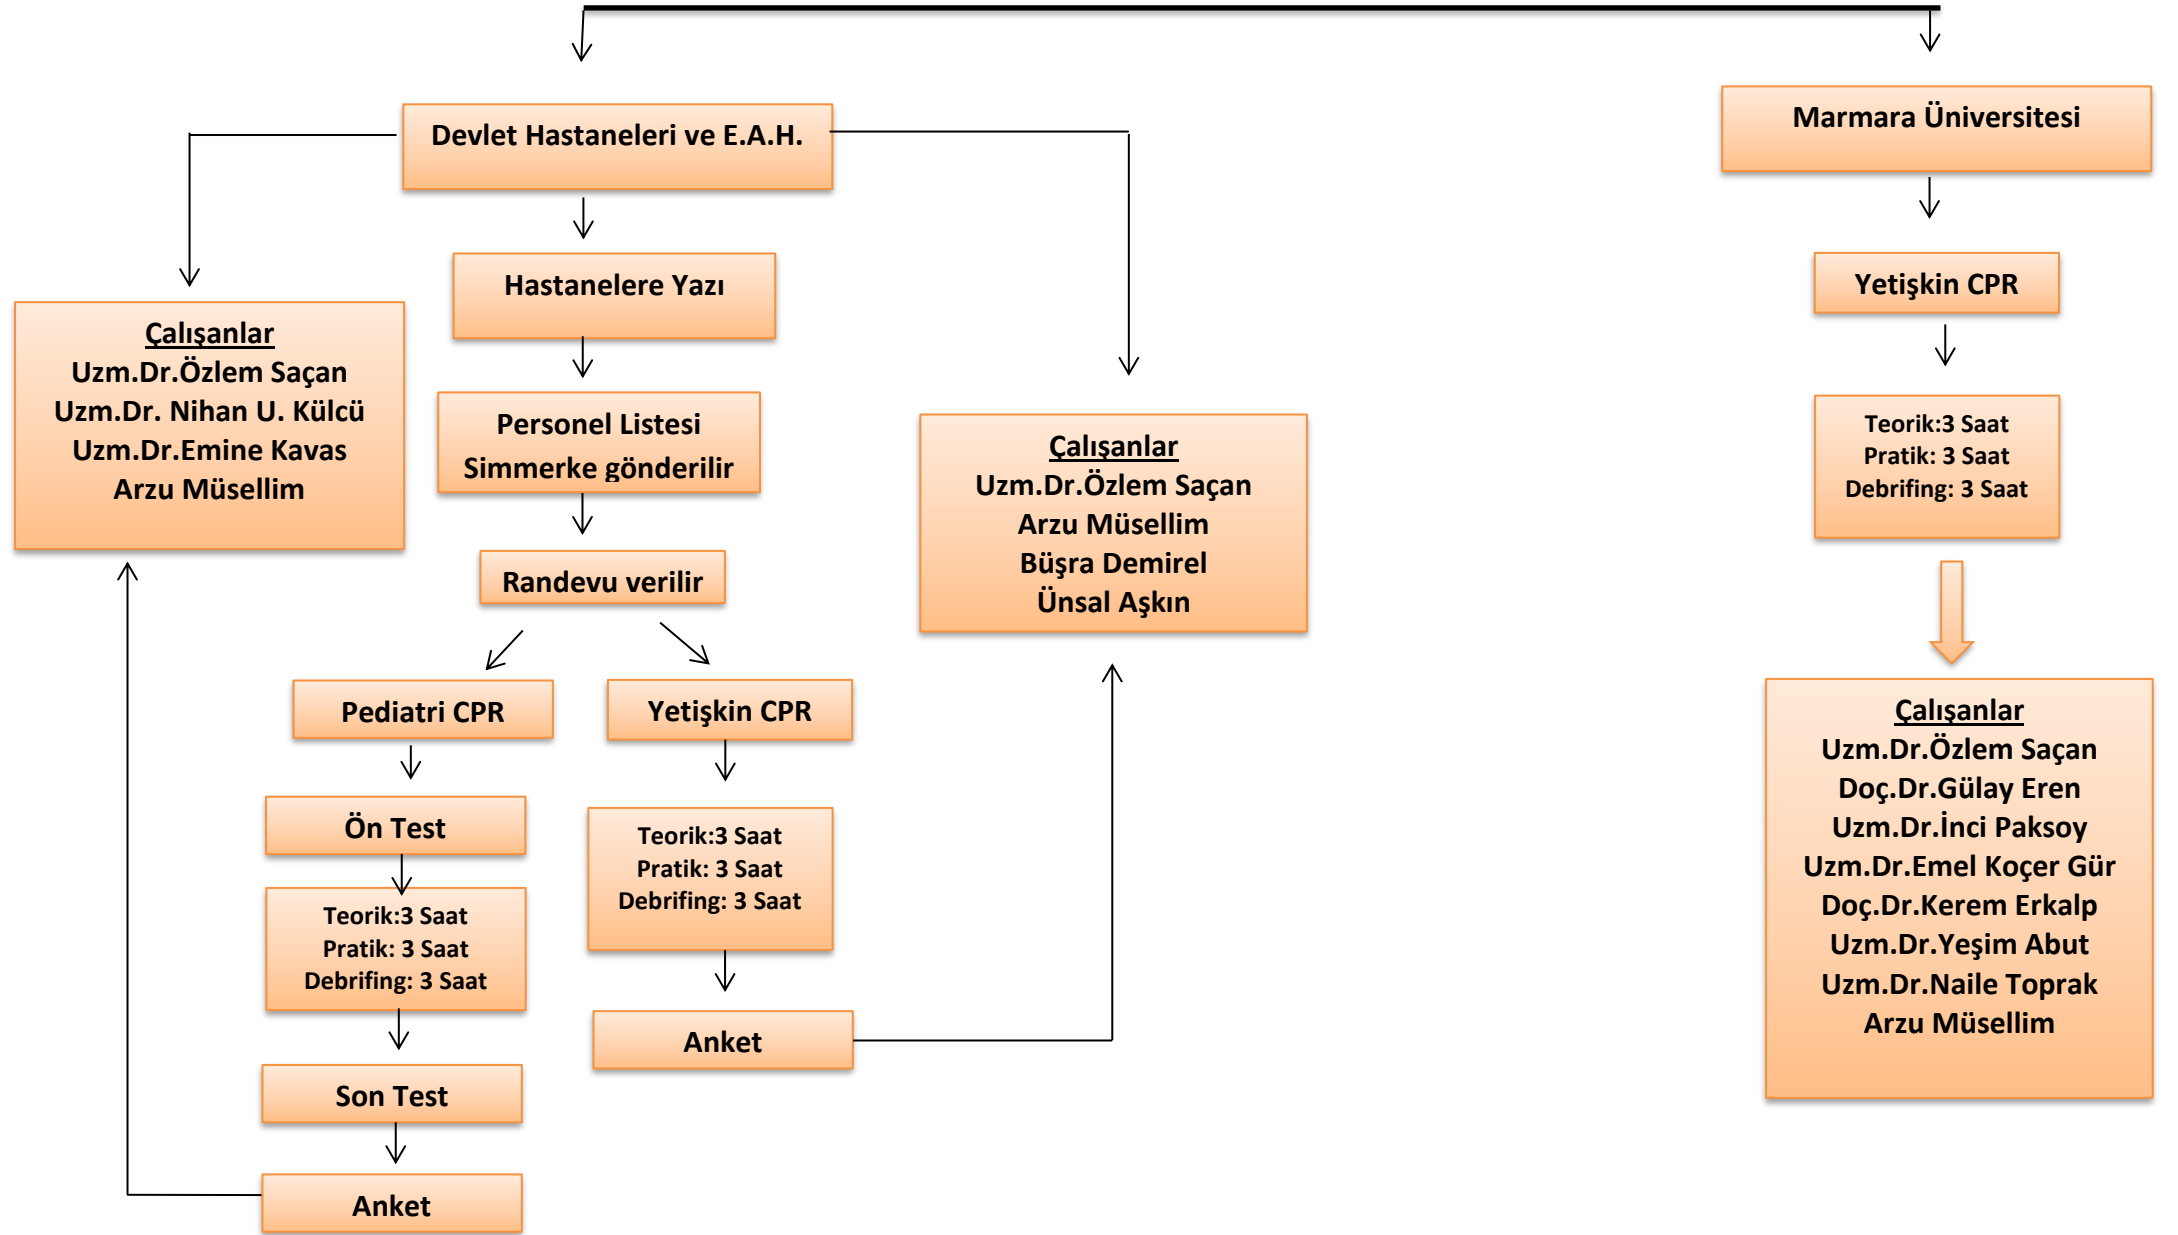 Devlet Hastaneleri ve E.A.H.
Marmara Üniversitesi
Hastanelere Yazı
Yetişkin CPR
Çalışanlar
Uzm.Dr.Özlem Saçan
Uzm.Dr. Nihan U. Külcü
Uzm.Dr.Emine Kavas
Arzu Müsellim
Personel Listesi
Simmerke gönderilir
Çalışanlar
Uzm.Dr.Özlem Saçan
Arzu Müsellim
Büşra Demirel
Ünsal Aşkın
Teorik:3 Saat
Pratik: 3 Saat
Debrifing: 3 Saat
Randevu verilir
Pediatri CPR
Yetişkin CPR
Ön Test
Teorik:3 Saat
Pratik: 3 Saat
Debrifing: 3 Saat
Teorik:3 Saat
Pratik: 3 Saat
Debrifing: 3 Saat
Son Test
Anket
Anket
Çalışanlar
Uzm.Dr.Özlem Saçan
Doç.Dr.Gülay Eren
Uzm.Dr.İnci Paksoy
Uzm.Dr.Emel Koçer Gür
Doç.Dr.Kerem Erkalp
Uzm.Dr.Yeşim Abut
Uzm.Dr.Naile Toprak
Arzu Müsellim